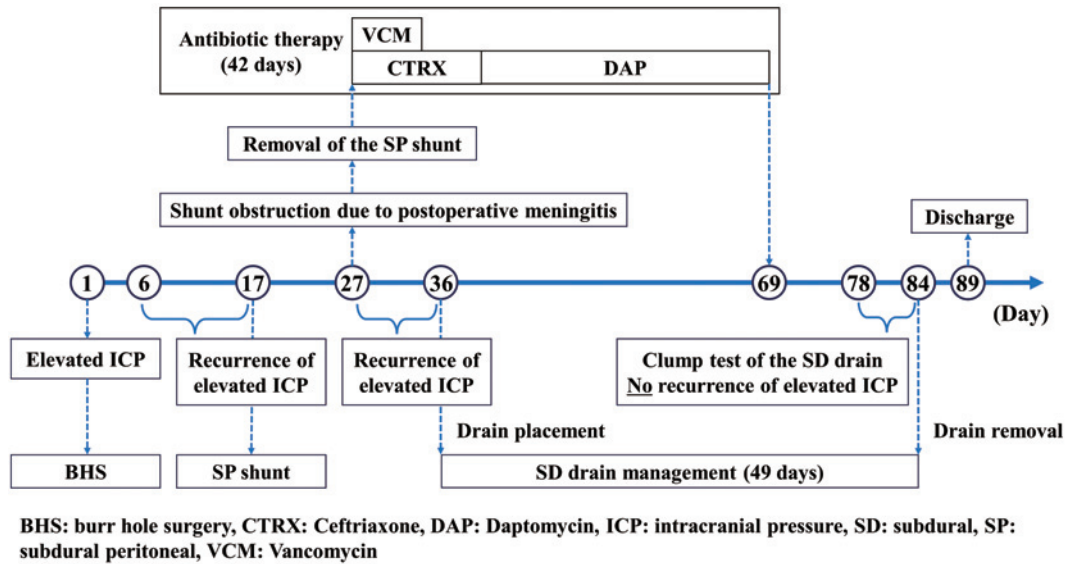 Antibiotic therapy
(42 days)
VCM
CTRX
DAP
Removal of the SP shunt
Shunt obstruction due to postoperative meningitis
Discharge
1
6
17
27
36
69
78
84
89
(Day)
Elevated ICP
Recurrence of
elevated ICP
Recurrence of
elevated ICP
Clump test of the SD drain
No recurrence of elevated ICP
Drain placement
Drain removal
BHS
SP shunt
SD drain management (49 days)
BHS: burr hole surgery, CTRX: Ceftriaxone, DAP: Daptomycin, ICP: intracranial pressure, SD: subdural, SP:
subdural peritoneal, VCM: Vancomycin